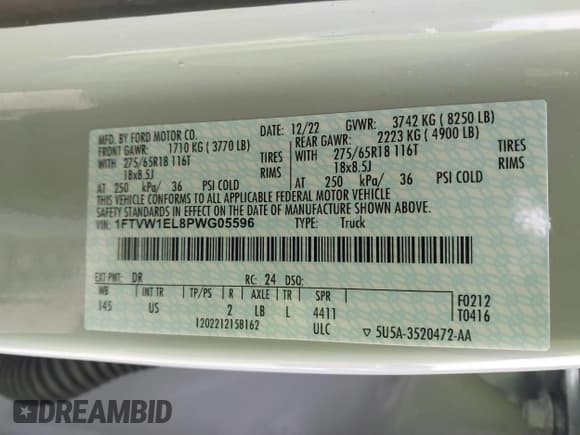 MFD. BY FORD MOTOR CO.
DATE: 12/22 GVWR: 3742 KG ( 8250 LB)
FRONT GAWR: 1710 KG ( 3770 LB) REAR GAWR: 2223 KG ( 4900 LB)
WITH 275/65R18 116T TIRES WITH 275/65R18 116T TIRES
18x8.5J RIMS 18x8.5J RIMS
AT 250 kPa/ 36 PSI COLD AT 250 kPa/ 36 PSI COLD
THIS VEHICLE CONFORMS TO ALL APPLICABLE FEDERAL MOTOR VEHICLE
SAFETY STANDARDS IN EFFECT ON THE DATE OF MANUFACTURE SHOWN ABOVE.
VIN: 1FTVW1EL8PWG05596 TYPE: Truck
EXT PNT: DR RC: 24 DSO:
WB INT TR TP/PS R AXLE TR SPR F0212
145 US 2 LB L 4411 T0416
1202212158162 ULC ▽ 5U5A-3520472-AA
DREAMBID